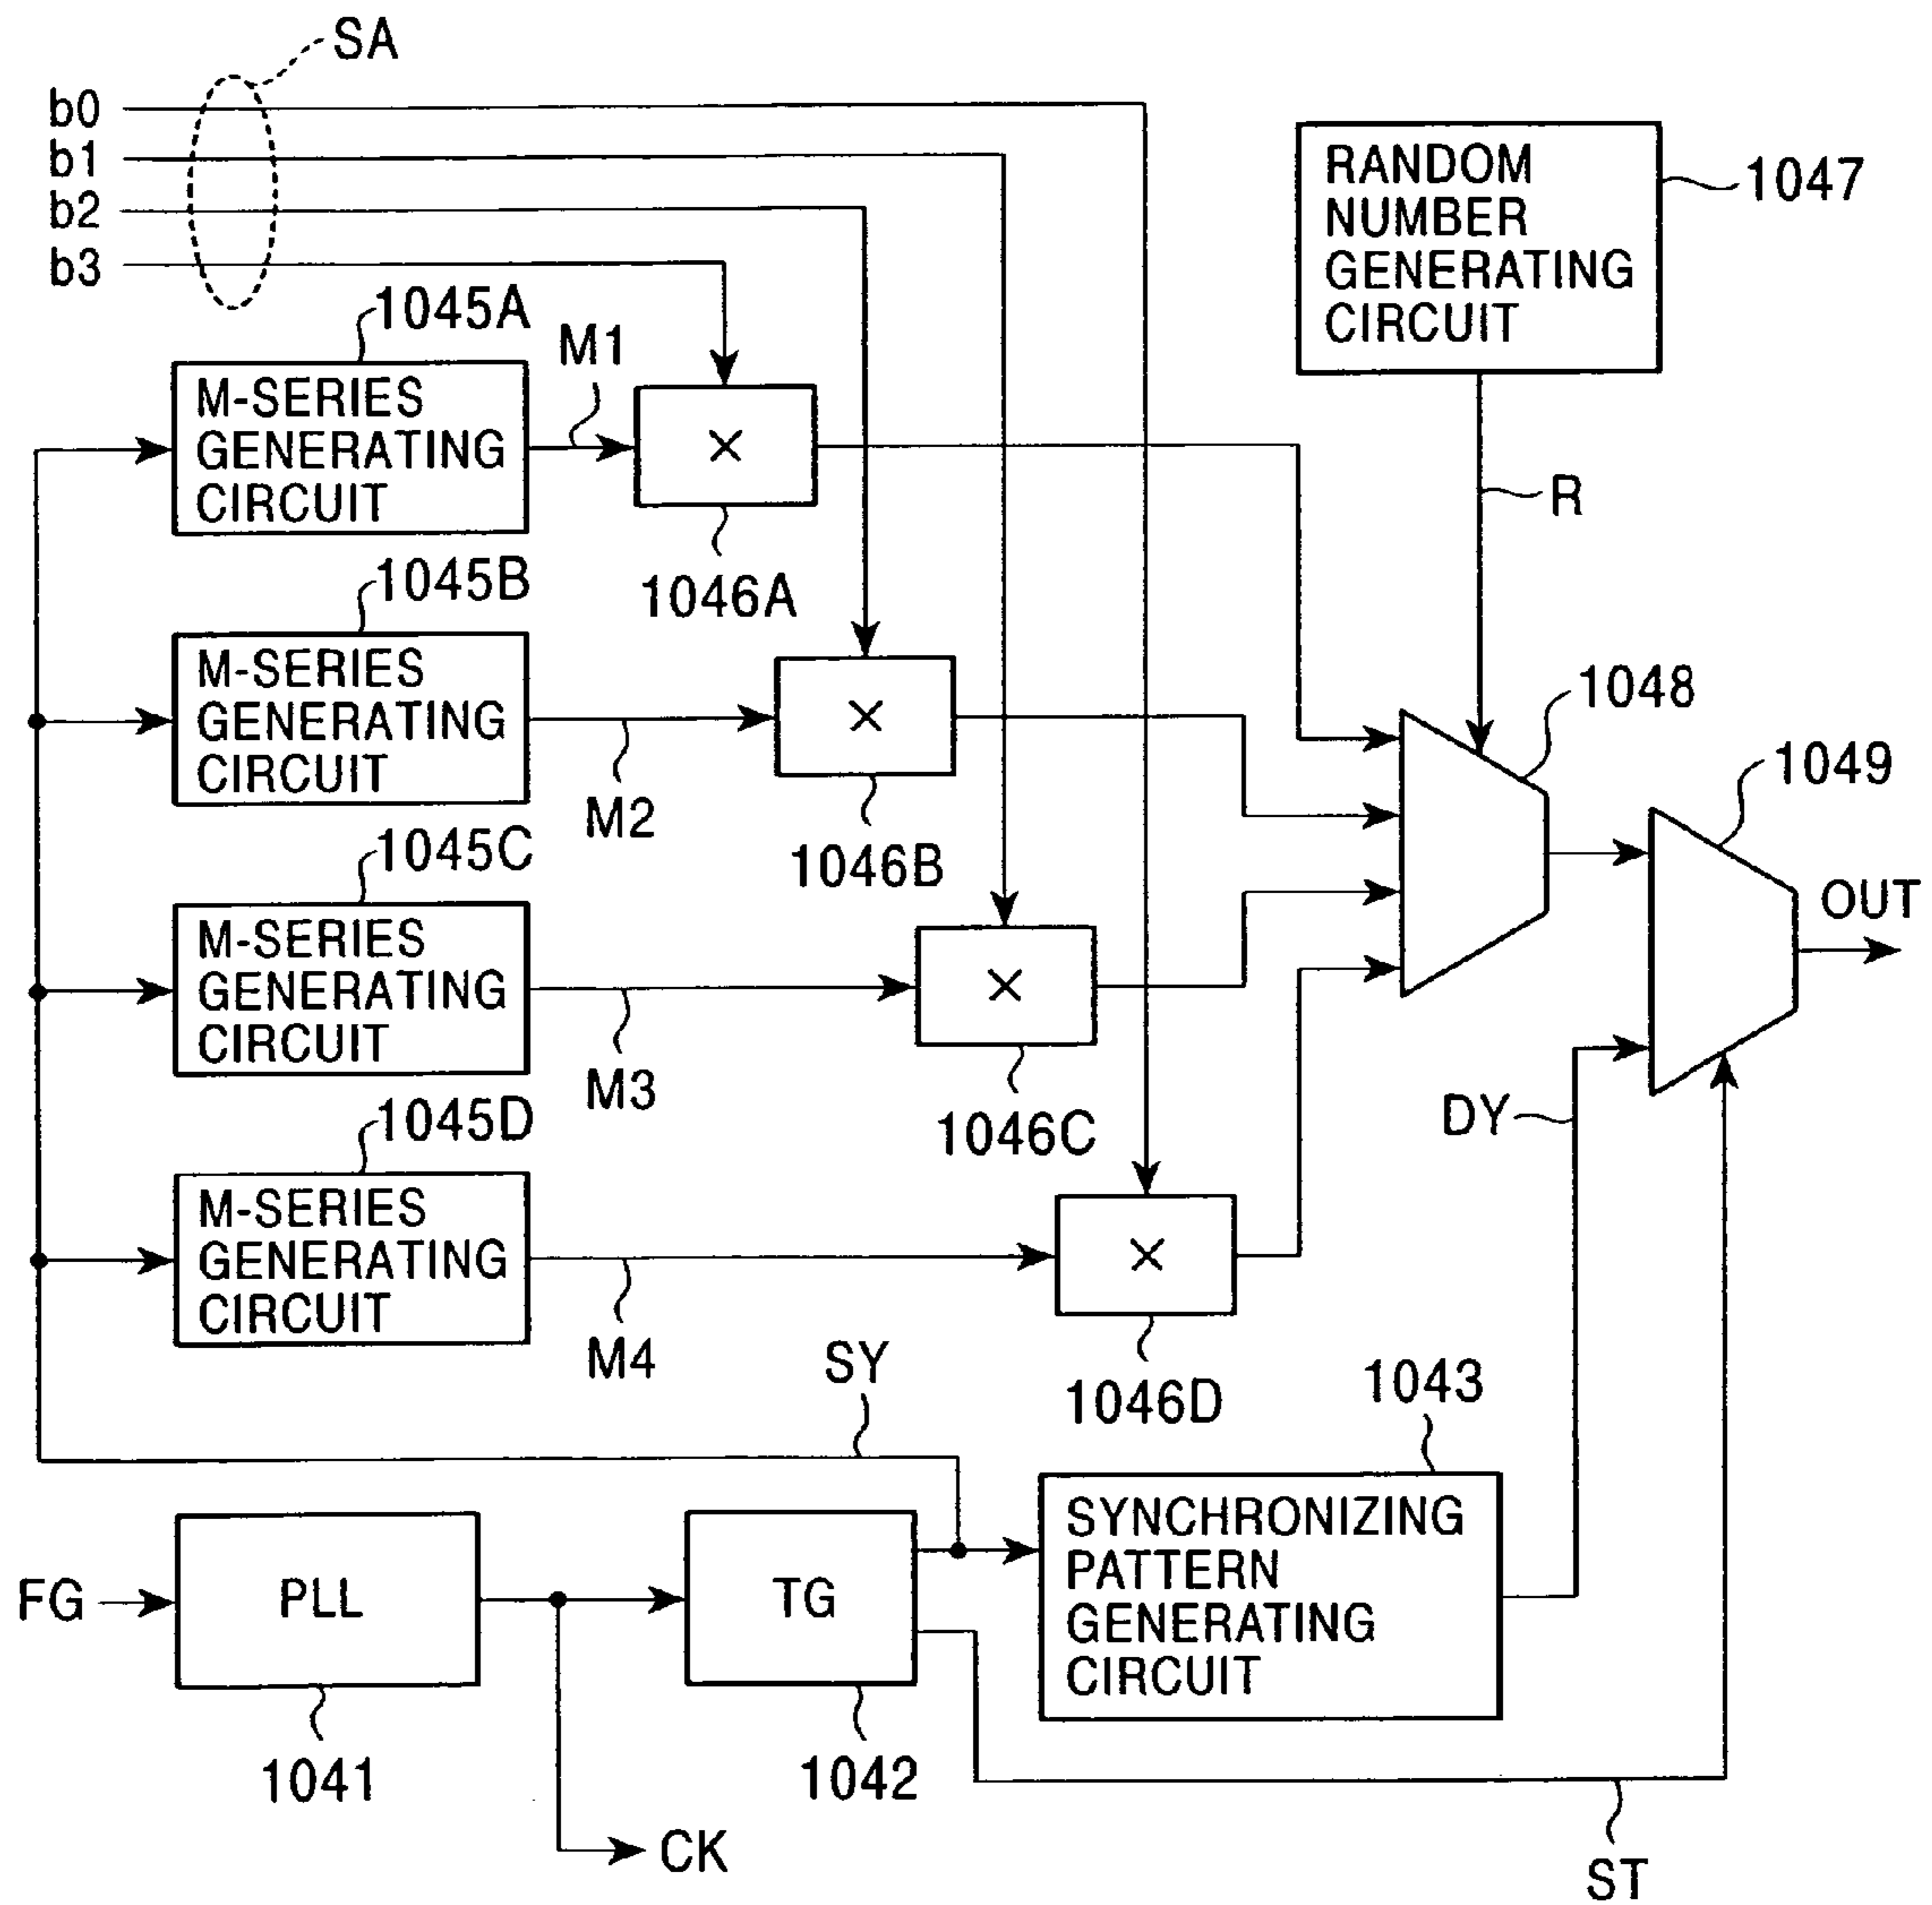 SA
b0
b1
b2
b3
RANDOM
NUMBER
GENERATING
CIRCUIT
1047
1045A
M1
M-SERIES
GENERATING
CIRCUIT
×
R
1046A
1045B
M-SERIES
GENERATING
CIRCUIT
×
M2
1046B
1048
1049
1045C
M-SERIES
GENERATING
CIRCUIT
×
M3
1046C
OUT
DY
1045D
M-SERIES
GENERATING
CIRCUIT
×
M4
1046D
SY
1043
FG
PLL
TG
SYNCHRONIZING
PATTERN
GENERATING
CIRCUIT
1041
1042
CK
ST